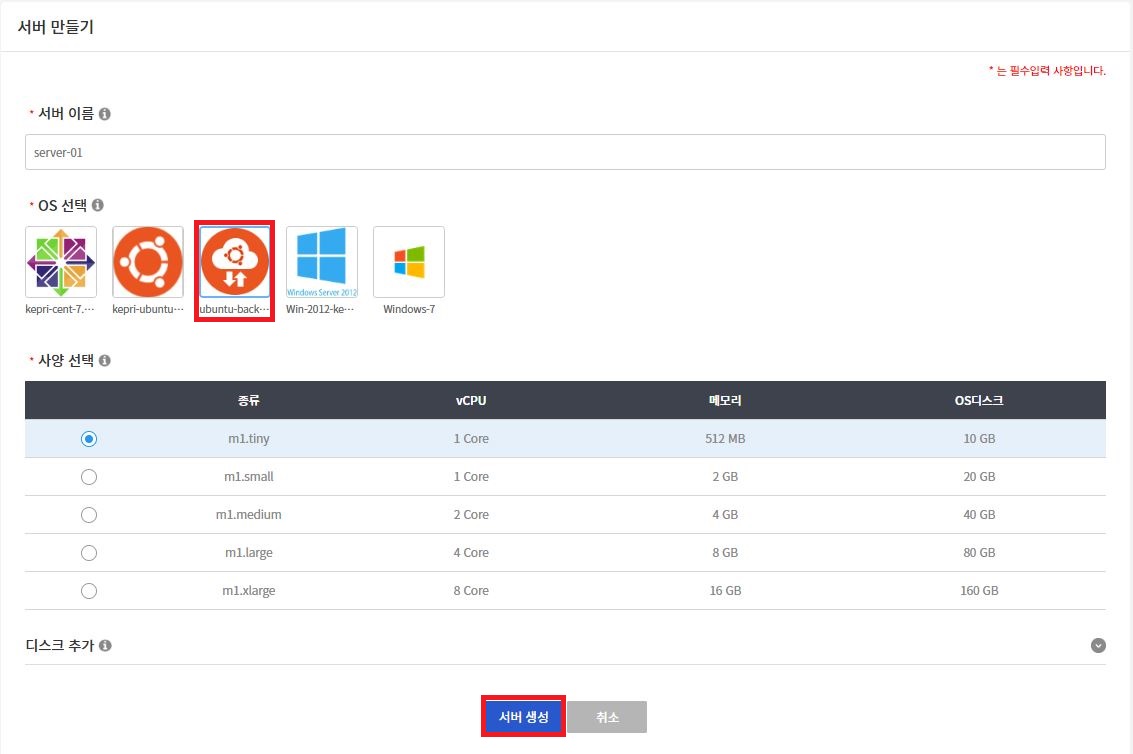 서버 만들기
* 는 필수입력 사항입니다.
* 서버 이름
server-01
* OS 선택
Windows Server 2012
kepri-cent-7.··· kepri-ubuntu··· ubuntu-back··· Win-2012-ke··· Windows-7
* 사양 선택
종류 vCPU 메모리 OS디스크
m1.tiny 1 Core 512 MB 10 GB
m1.small 1 Core 2 GB 20 GB
m1.medium 2 Core 4 GB 40 GB
m1.large 4 Core 8 GB 80 GB
m1.xlarge 8 Core 16 GB 160 GB
디스크 추가
서버 생성 취소